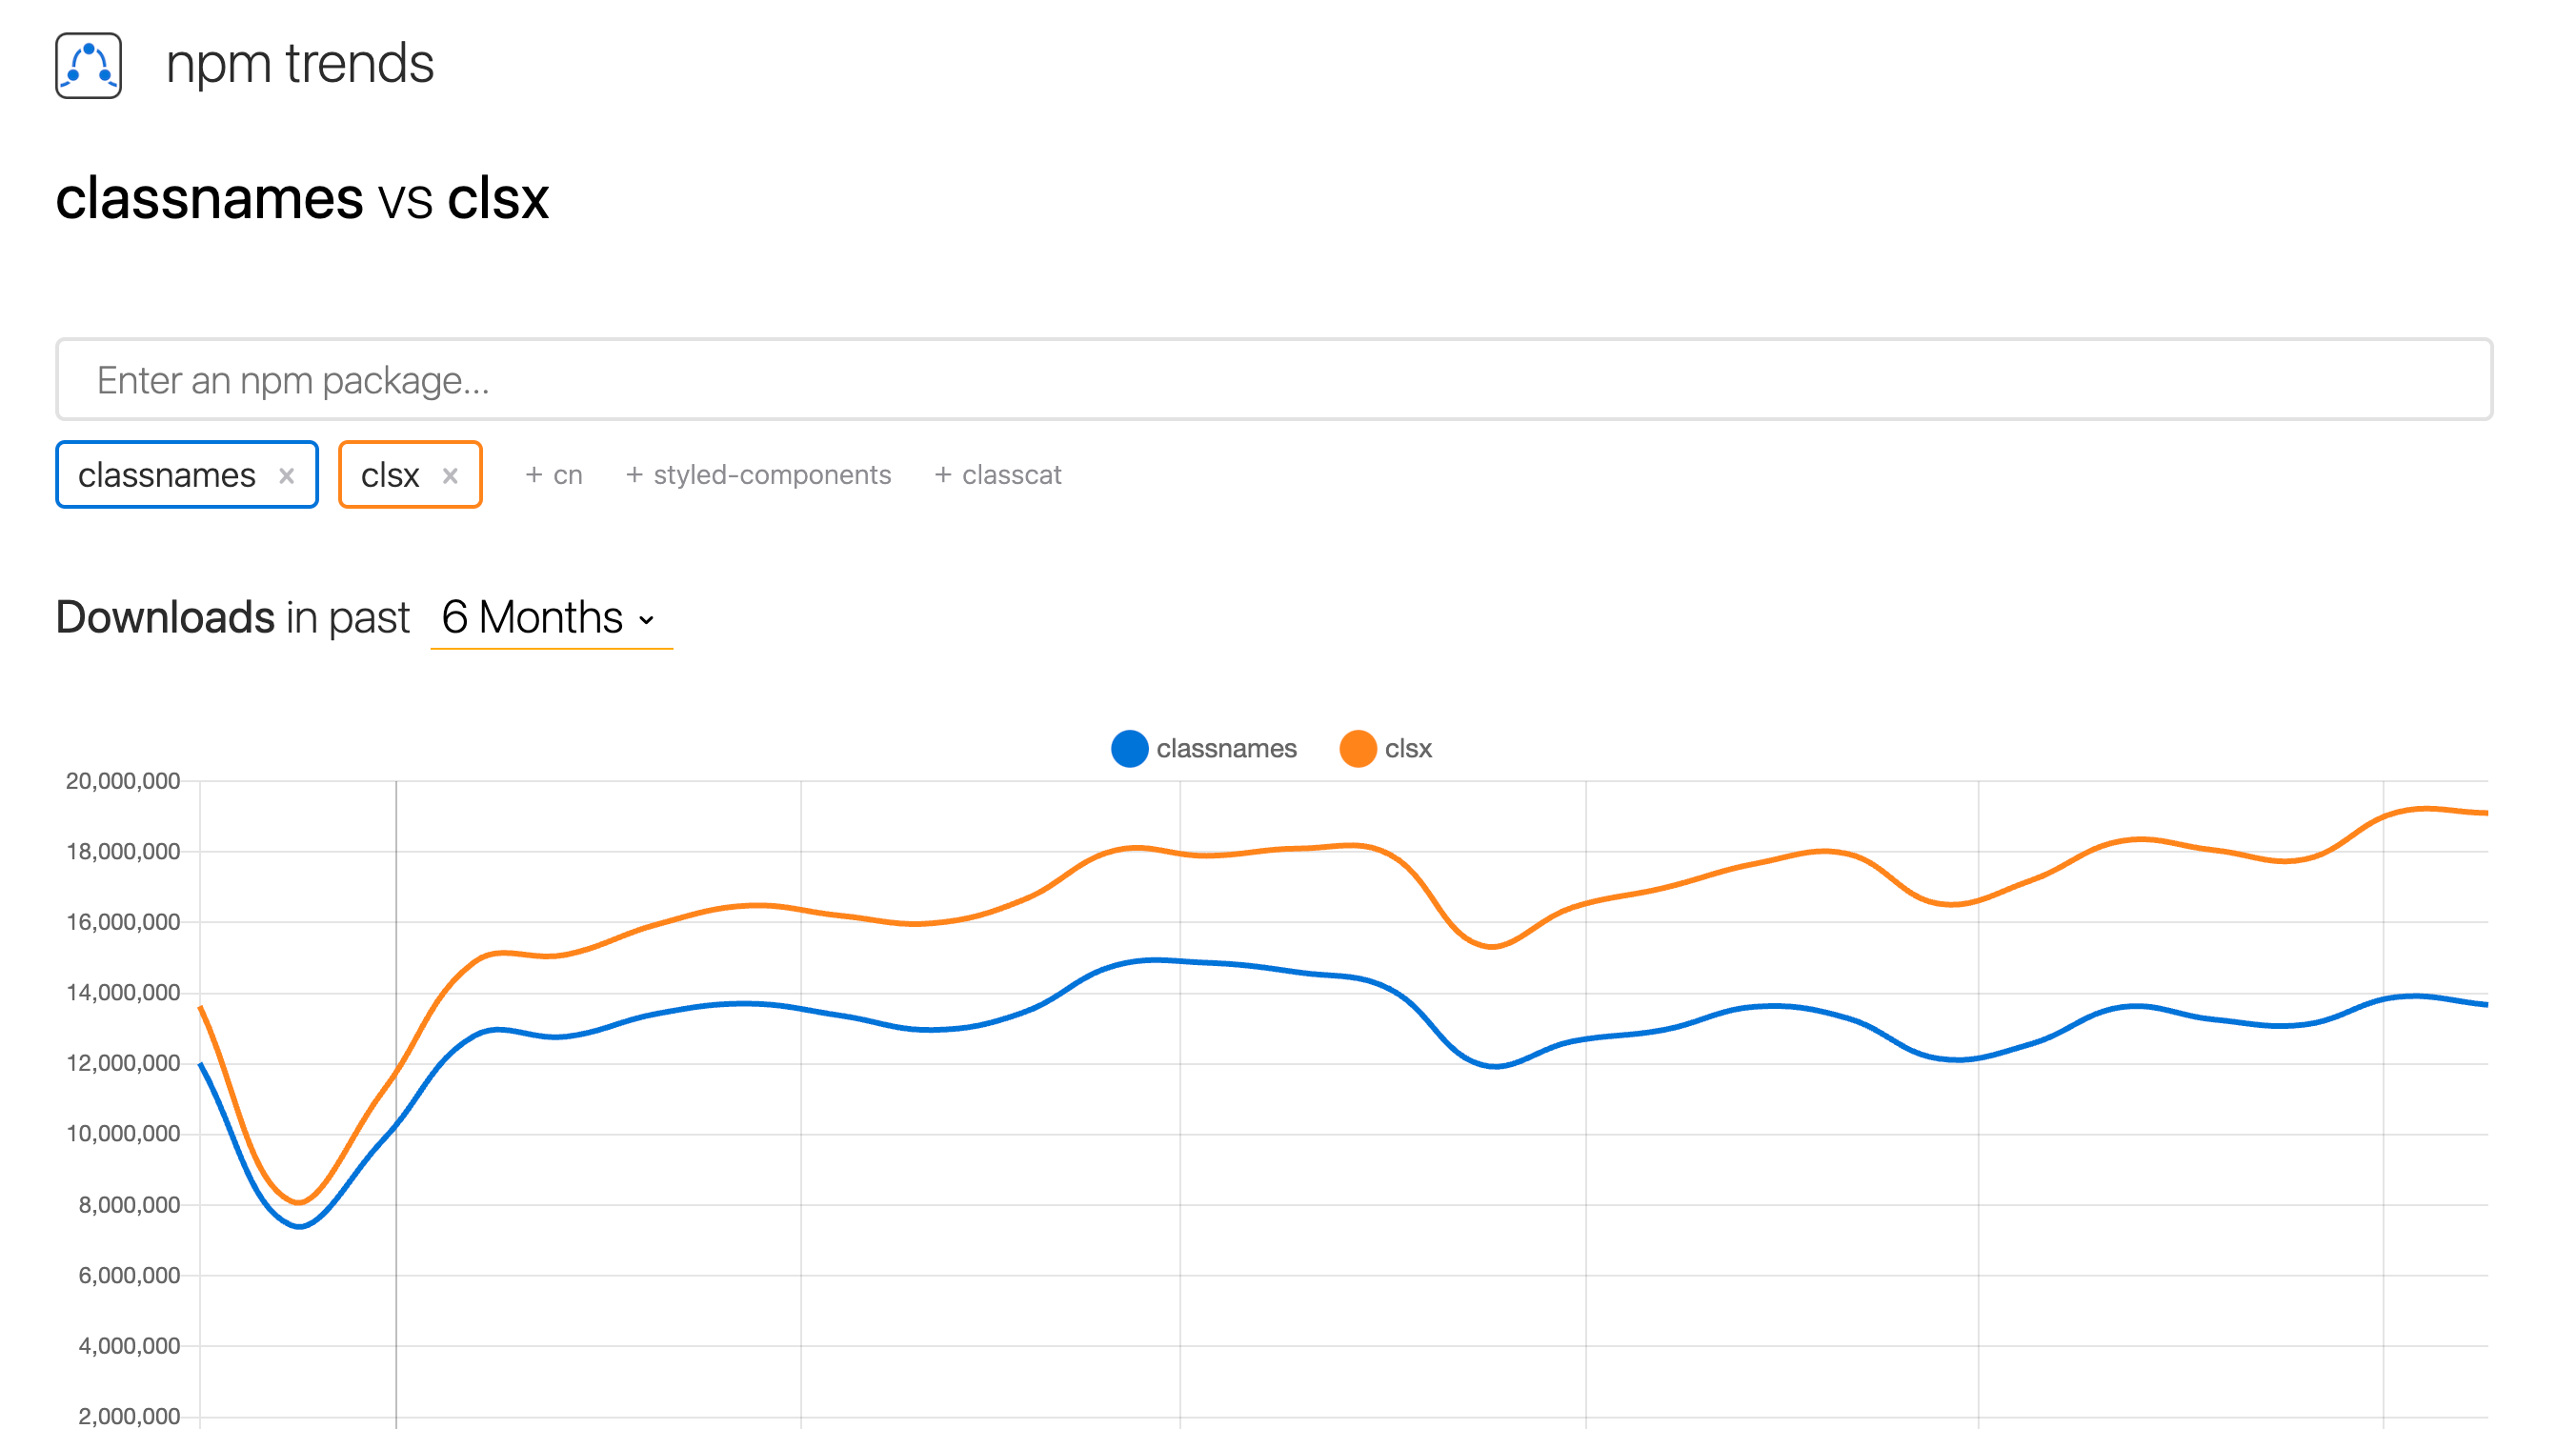 npm trends
classnames vs clsx
Enter an npm package...
classnames × clsx × + cn + styled-components + classcat
Downloads in past 6 Months
classnames clsx
20,000,000
18,000,000
16,000,000
14,000,000
12,000,000
10,000,000
8,000,000
6,000,000
4,000,000
2,000,000